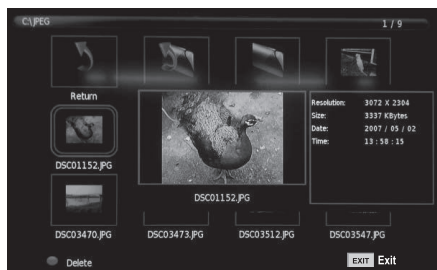 C:\JPEG
1 / 9
Return
Resolution: 3072 X 2304
Size: 3337 KBytes
Date: 2007 / 05 / 02
Time: 13 : 58 : 15
DSC01152.JPG
DSC01152.JPG
DSC03470.JPG
DSC03473.JPG
DSC03512.JPG
DSC03547.JPG
Delete
EXIT Exit